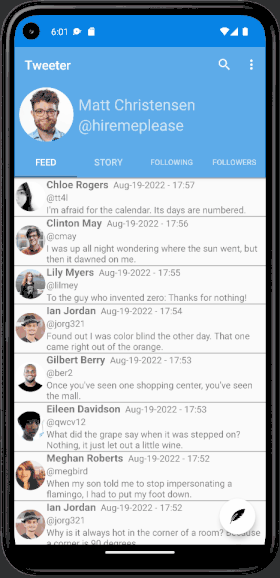 6:01
Tweeter
Matt Christensen
@hiremeplease
FEED STORY FOLLOWING FOLLOWERS
Chloe Rogers Aug-19-2022 - 17:57
@tt4l
I'm afraid for the calendar. Its days are numbered.
Clinton May Aug-19-2022 - 17:56
@cmay
I was up all night wondering where the sun went, but
then it dawned on me.
Lily Myers Aug-19-2022 - 17:55
@lilmey
To the guy who invented zero: Thanks for nothing!
Ian Jordan Aug-19-2022 - 17:54
@jorg321
Found out I was color blind the other day. That one
came right out of the orange.
Gilbert Berry Aug-19-2022 - 17:53
@ber2
Once you've seen one shopping center, you've seen
the mall.
Eileen Davidson Aug-19-2022 - 17:53
@qwcv12
What did the grape say when it was stepped on?
Nothing, it just let out a little wine.
Meghan Roberts Aug-19-2022 - 17:52
@megbird
When my son told me to stop impersonating a
flamingo, I had to put my foot down.
Ian Jordan Aug-19-2022 - 17:52
@jorg321
Why is it always hot in the corner of a room? Because
a corner is 90 degrees.